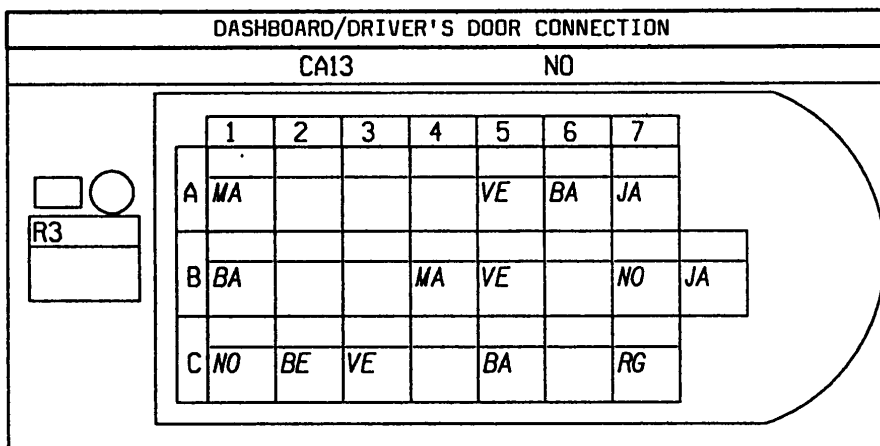 DASHBOARD/DRIVER'S DOOR CONNECTION
CA13 NO
1 2 3 4 5 6 7
A MA VE BA JA
R3
B BA MA VE NO JA
C NO BE VE BA RG